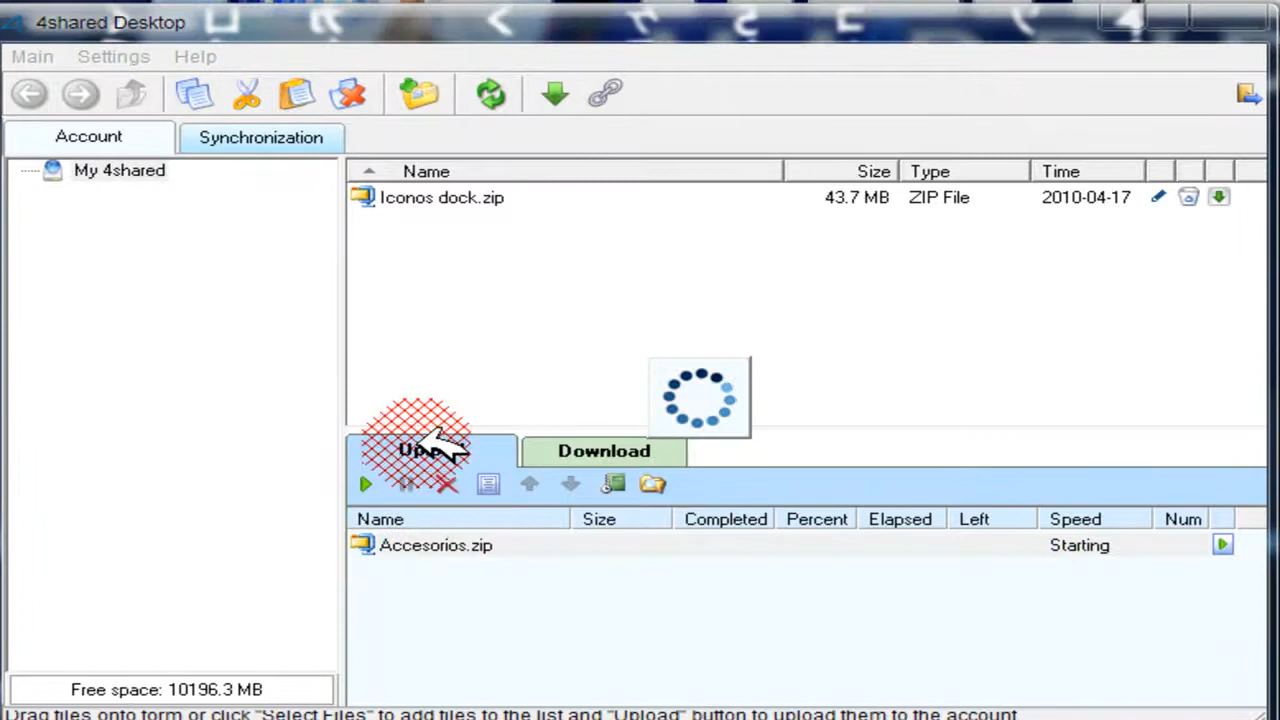 4shared Desktop
Main Settings Help
Account Synchronization
My 4shared
Name Size Type Time
Iconos dock.zip 43.7 MB ZIP File 2010-04-17
Download
Name Size Completed Percent Elapsed Left Speed Num
Accesorios.zip Starting
Free space: 10196.3 MB
Drag files onto form or click "Select Files" to add files to the list and "Upload" button to upload them to the account